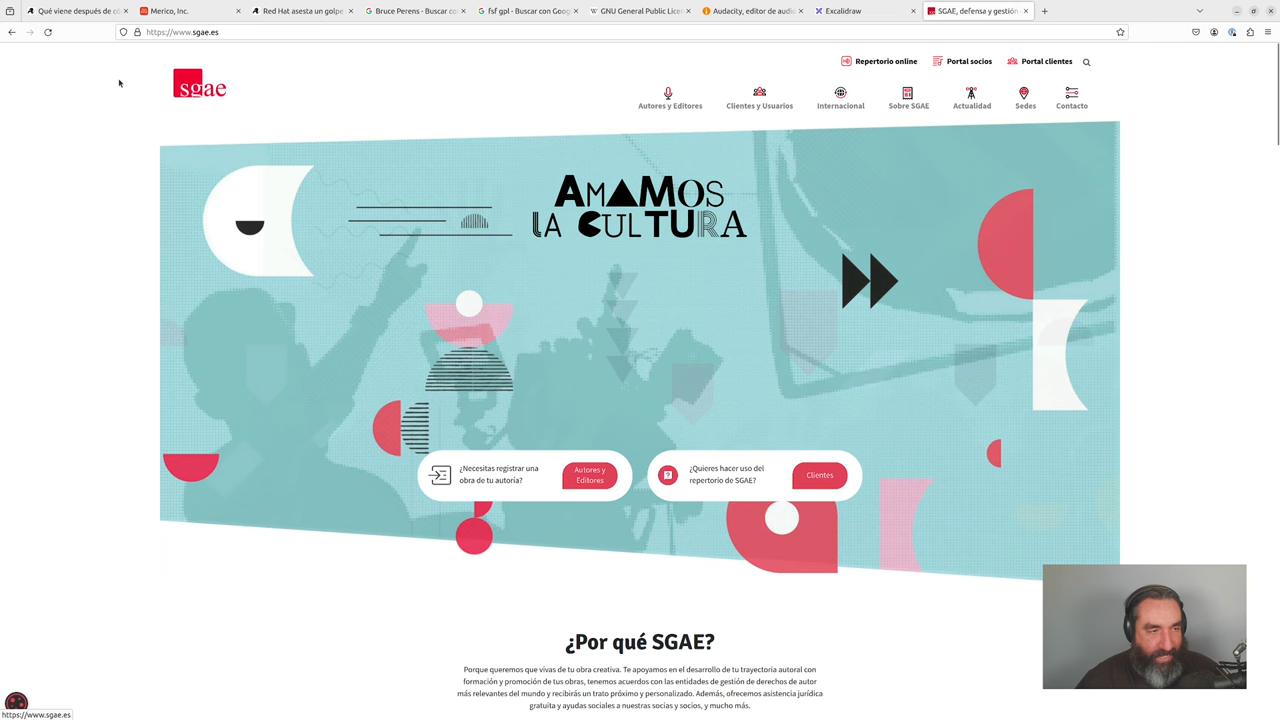 Qué viene después de có
Merico, Inc.
Red Hat asesta un golpe
Bruce Perens - Buscar con
fsf gpl - Buscar con Goog
GNU General Public Licen
Audacity, editor de audio
Excalidraw
SGAE, defensa y gestión
https://www.sgae.es
Repertorio online
Portal socios
Portal clientes
sgae
Autores y Editores
Clientes y Usuarios
Internacional
Sobre SGAE
Actualidad
Sedes
Contacto
AMAMOS
LA CULTURA
¿Necesitas registrar una
obra de tu autoría?
Autores y
Editores
¿Quieres hacer uso del
repertorio de SGAE?
Clientes
¿Por qué SGAE?
Porque queremos que vivas de tu obra creativa. Te apoyamos en el desarrollo de tu trayectoria autoral con
formación y promoción de tus obras, tenemos acuerdos con las entidades de gestión de derechos de autor
más relevantes del mundo y recibirás un trato próximo y personalizado. Además, ofrecemos asistencia jurídica
gratuita y ayudas sociales a nuestras socias y socios, y mucho más.
https://www.sgae.es